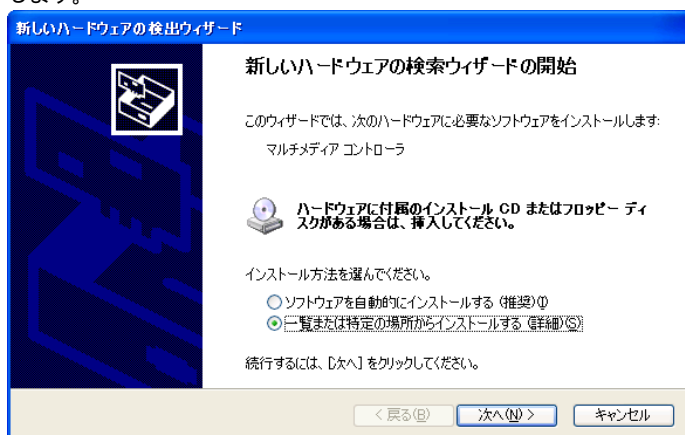 します。
新しいハードウェアの検出ウィザード
新しいハードウェアの検索ウィザードの開始
このウィザードでは、次のハードウェアに必要なソフトウェアをインストールします:
マルチメディア コントローラ
ハードウェアに付属のインストール CD またはフロッピー ディ
スクがある場合は、挿入してください。
インストール方法を選んでください。
ソフトウェアを自動的にインストールする (推奨)(I)
一覧または特定の場所からインストールする (詳細)(S)
続行するには、[次へ] をクリックしてください。
< 戻る(B) 次へ(N) > キャンセル